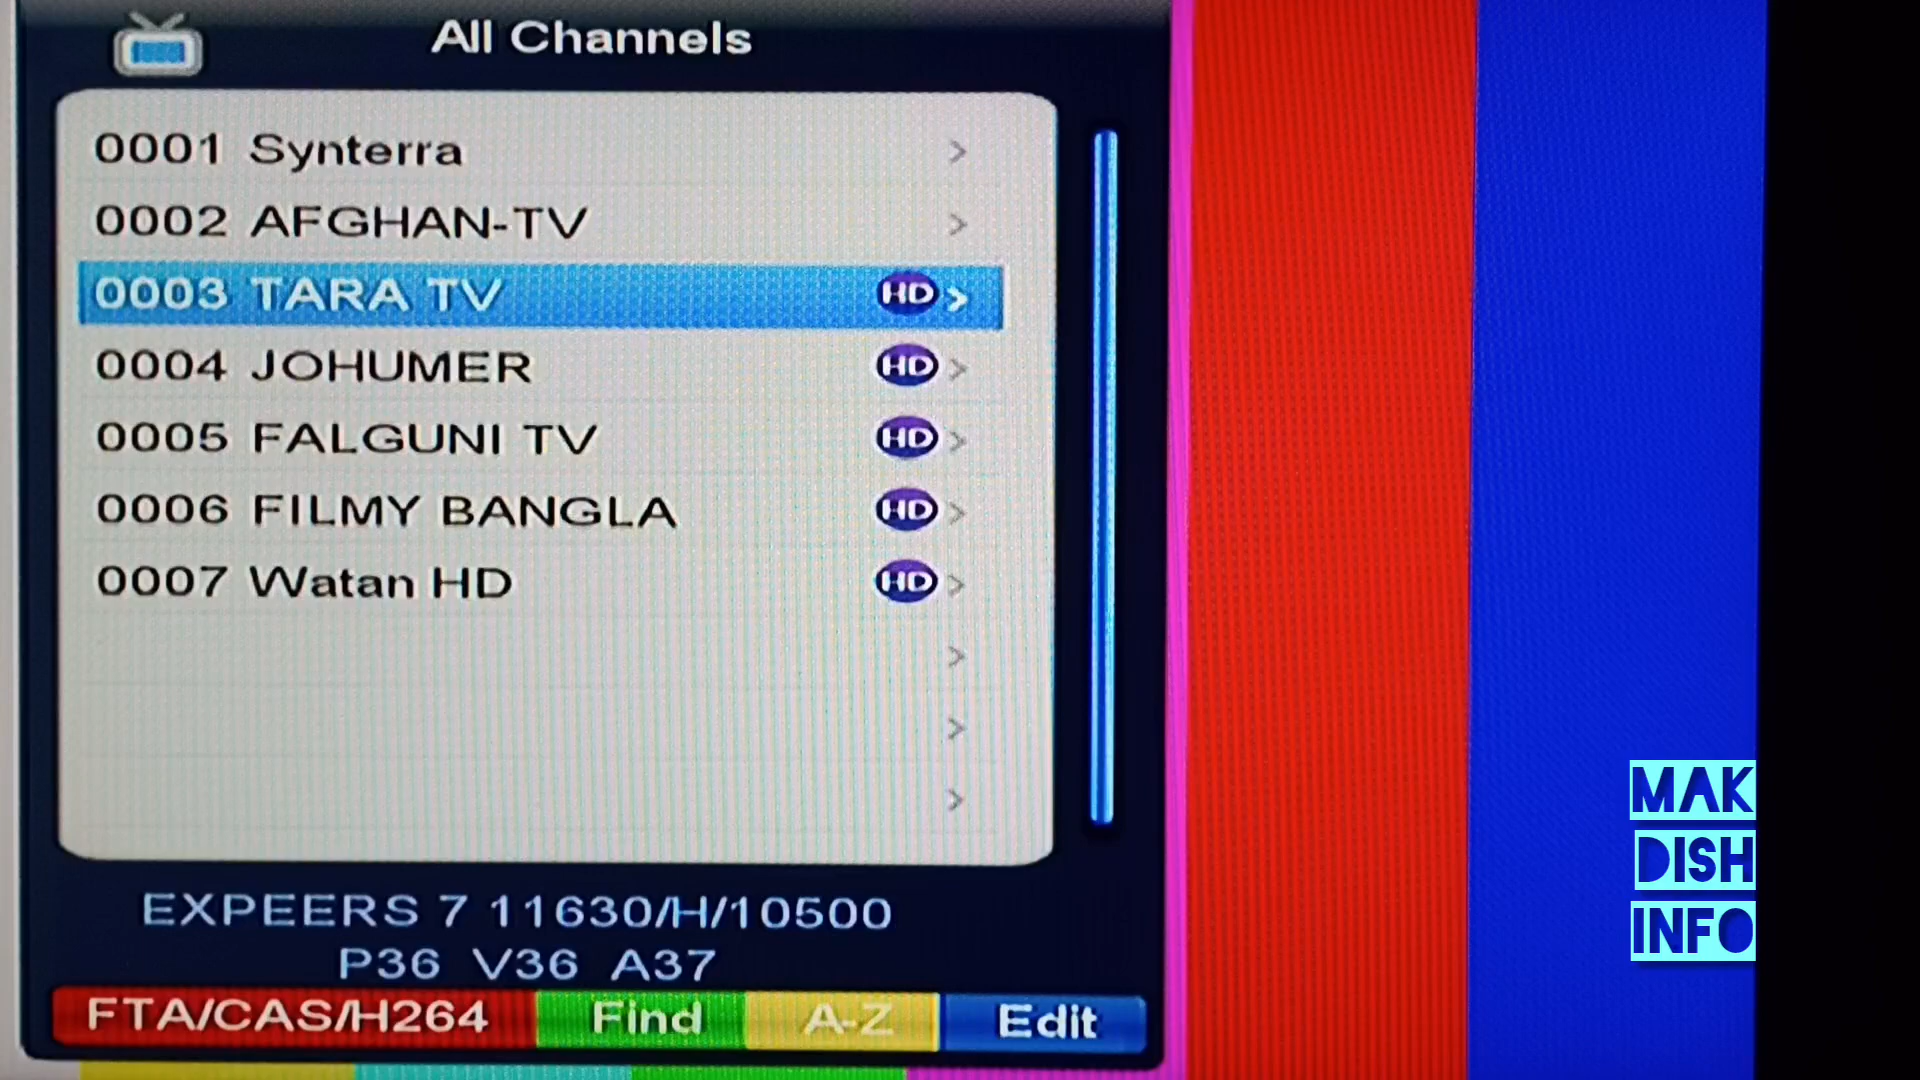 All Channels
0001 Synterra
0002 AFGHAN-TV
0003 TARA TV HD
0004 JOHUMER HD
0005 FALGUNI TV HD
0006 FILMY BANGLA HD
0007 Watan HD HD
EXPEERS 7 11630/H/10500
P36 V36 A37
FTA/CAS/H264 Find A-Z Edit
MAK
DISH
INFO